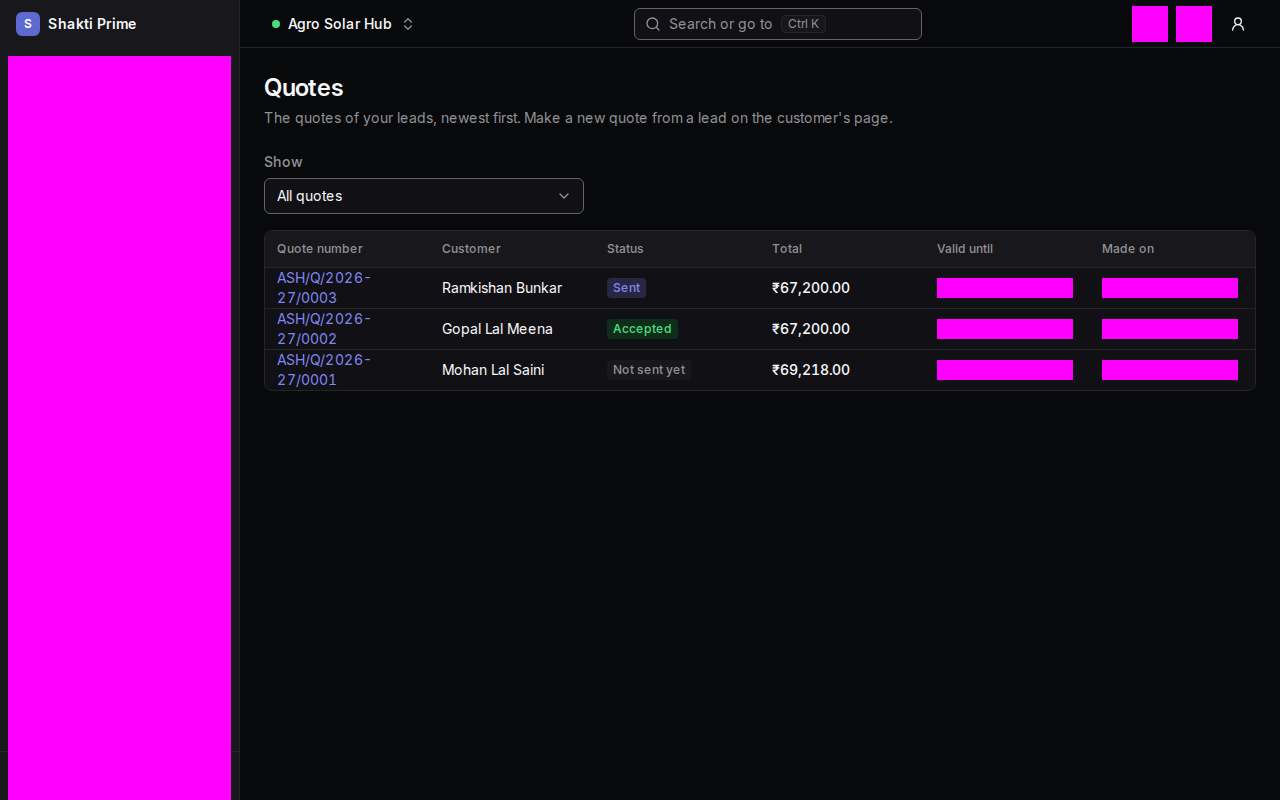 S Shakti Prime
Agro Solar Hub
Search or go to Ctrl K
Quotes
The quotes of your leads, newest first. Make a new quote from a lead on the customer's page.
Show
All quotes
Quote number Customer Status Total Valid until Made on
ASH/Q/2026-
27/0003
Ramkishan Bunkar Sent ₹67,200.00
ASH/Q/2026-
27/0002
Gopal Lal Meena Accepted ₹67,200.00
ASH/Q/2026-
27/0001
Mohan Lal Saini Not sent yet ₹69,218.00